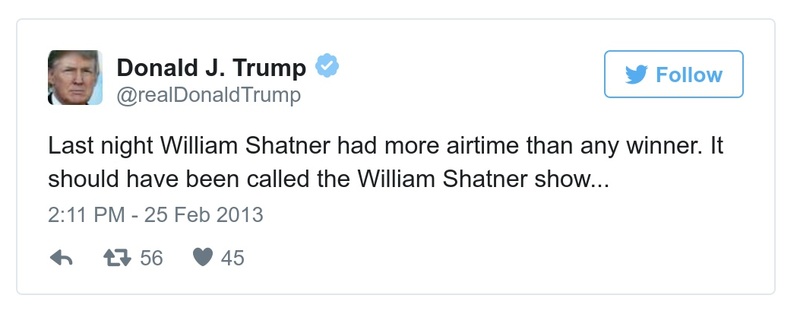 Donald J. Trump
@realDonaldTrump
Follow
Last night William Shatner had more airtime than any winner. It
should have been called the William Shatner show...
2:11 PM - 25 Feb 2013
56 45